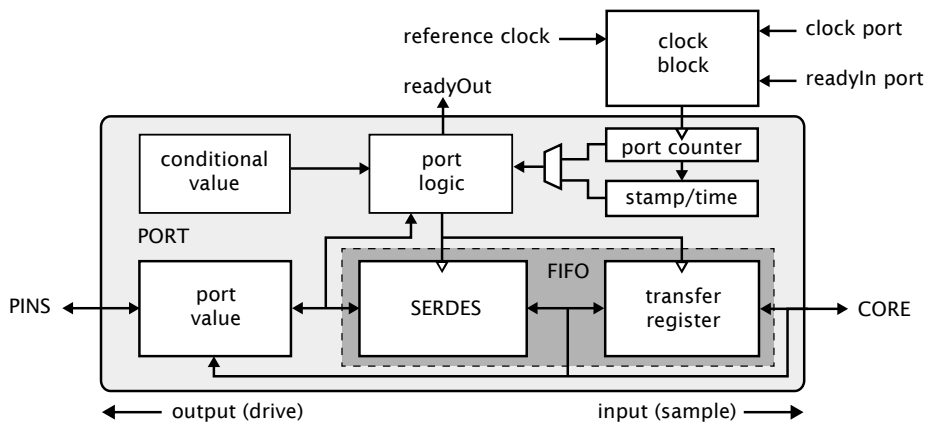 reference clock
clock
block
clock port
readyIn port
readyOut
conditional
value
port
logic
port counter
stamp/time
PORT
FIFO
PINS
port
value
SERDES
transfer
register
CORE
output (drive)
input (sample)